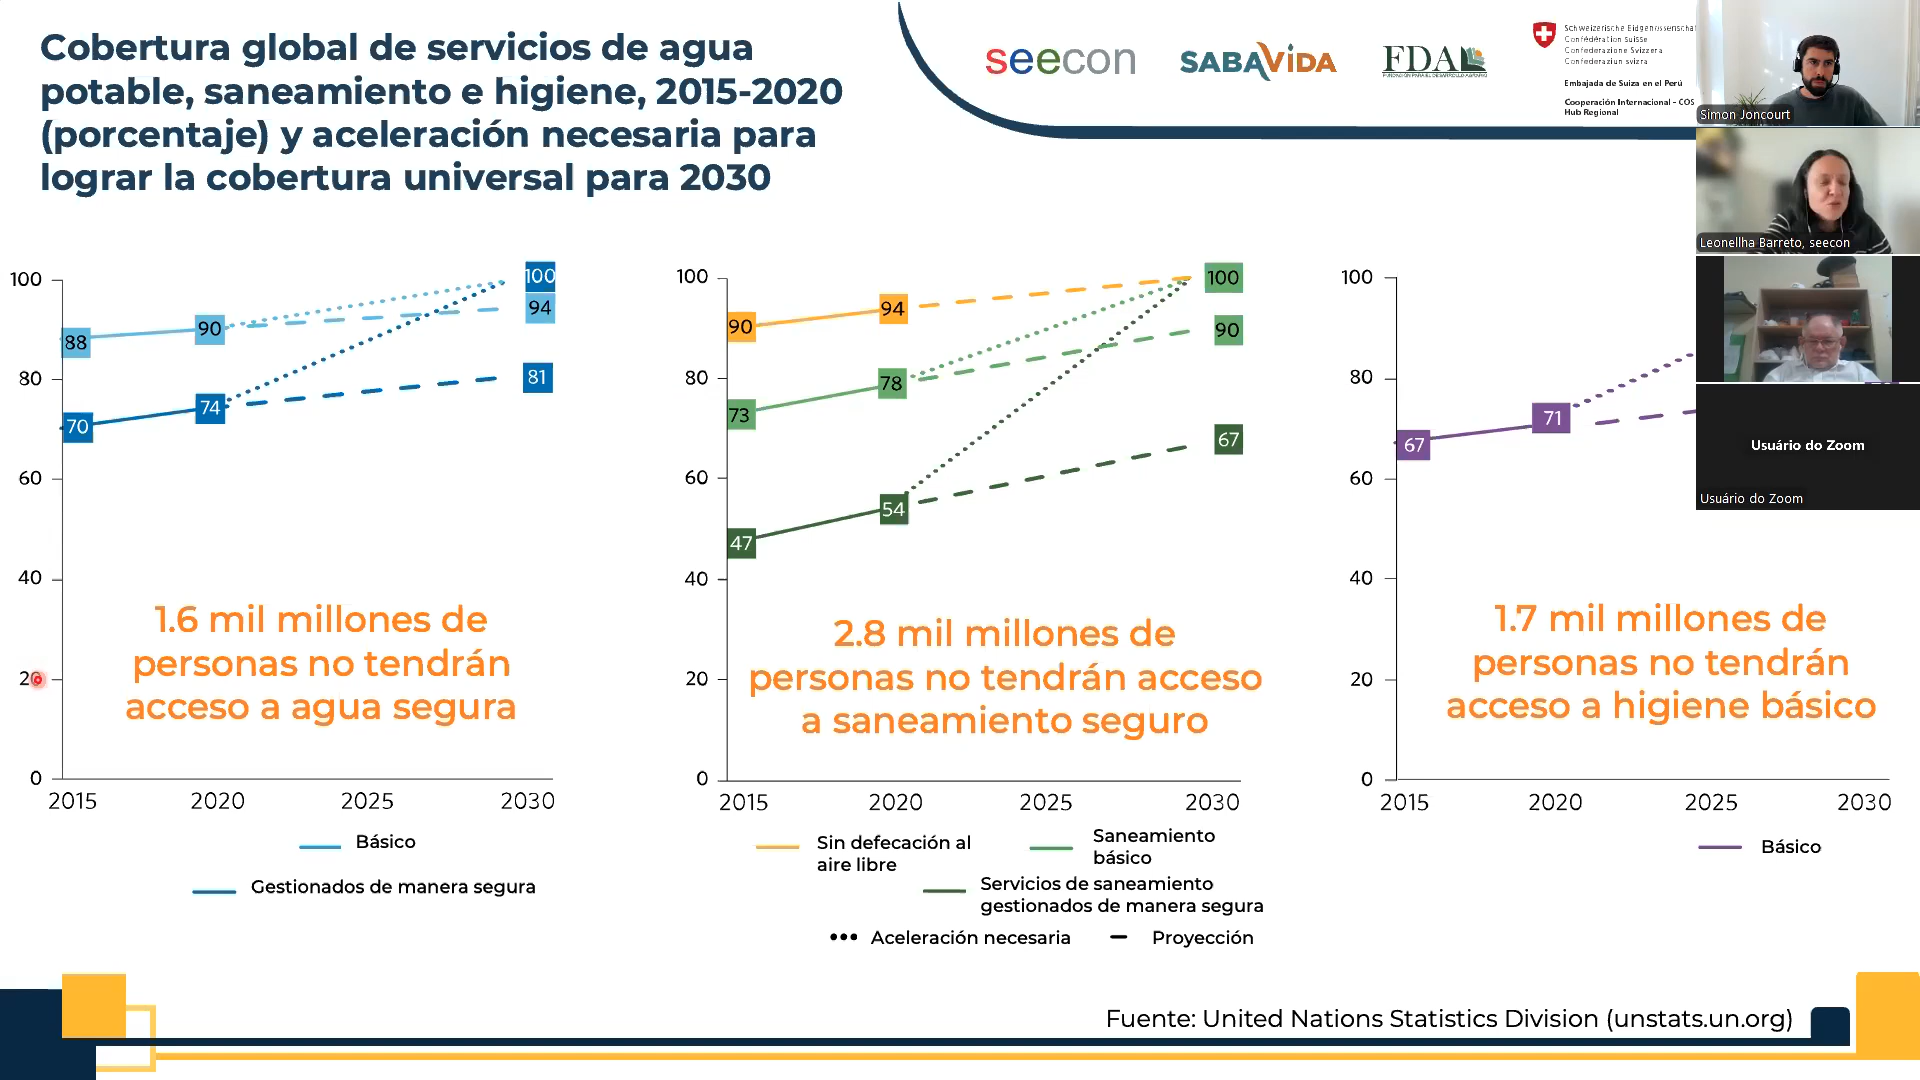 Cobertura global de servicios de agua
potable, saneamiento e higiene, 2015-2020
(porcentaje) y aceleración necesaria para
lograr la cobertura universal para 2030
seecon
SABAVIDA
FDA
FUNDACIÓN PARA EL DESARROLLO AGRARIO
Schweizerische Eidgenossenschaf
Confédération suisse
Confederazione Svizzera
Confederaziun svizra
Embajada de Suiza en el Perú
Cooperación Internacional - COS
Hub Regional
Simon Joncourt
Leonellha Barreto, seecon
Usuário do Zoom
Usuário do Zoom
100
80
60
40
20
0
88
90
100
94
70
74
81
1.6 mil millones de
personas no tendrán
acceso a agua segura
2015 2020 2025 2030
Básico
Gestionados de manera segura
100
80
60
40
20
0
90
94
100
73
78
90
47
54
67
2.8 mil millones de
personas no tendrán acceso
a saneamiento seguro
2015 2020 2025 2030
Sin defecación al
aire libre
Saneamiento
básico
Servicios de saneamiento
gestionados de manera segura
Aceleración necesaria
Proyección
100
80
60
40
20
0
67
71
1.7 mil millones de
personas no tendrán
acceso a higiene básico
2015 2020 2025 2030
Básico
Fuente: United Nations Statistics Division (unstats.un.org)